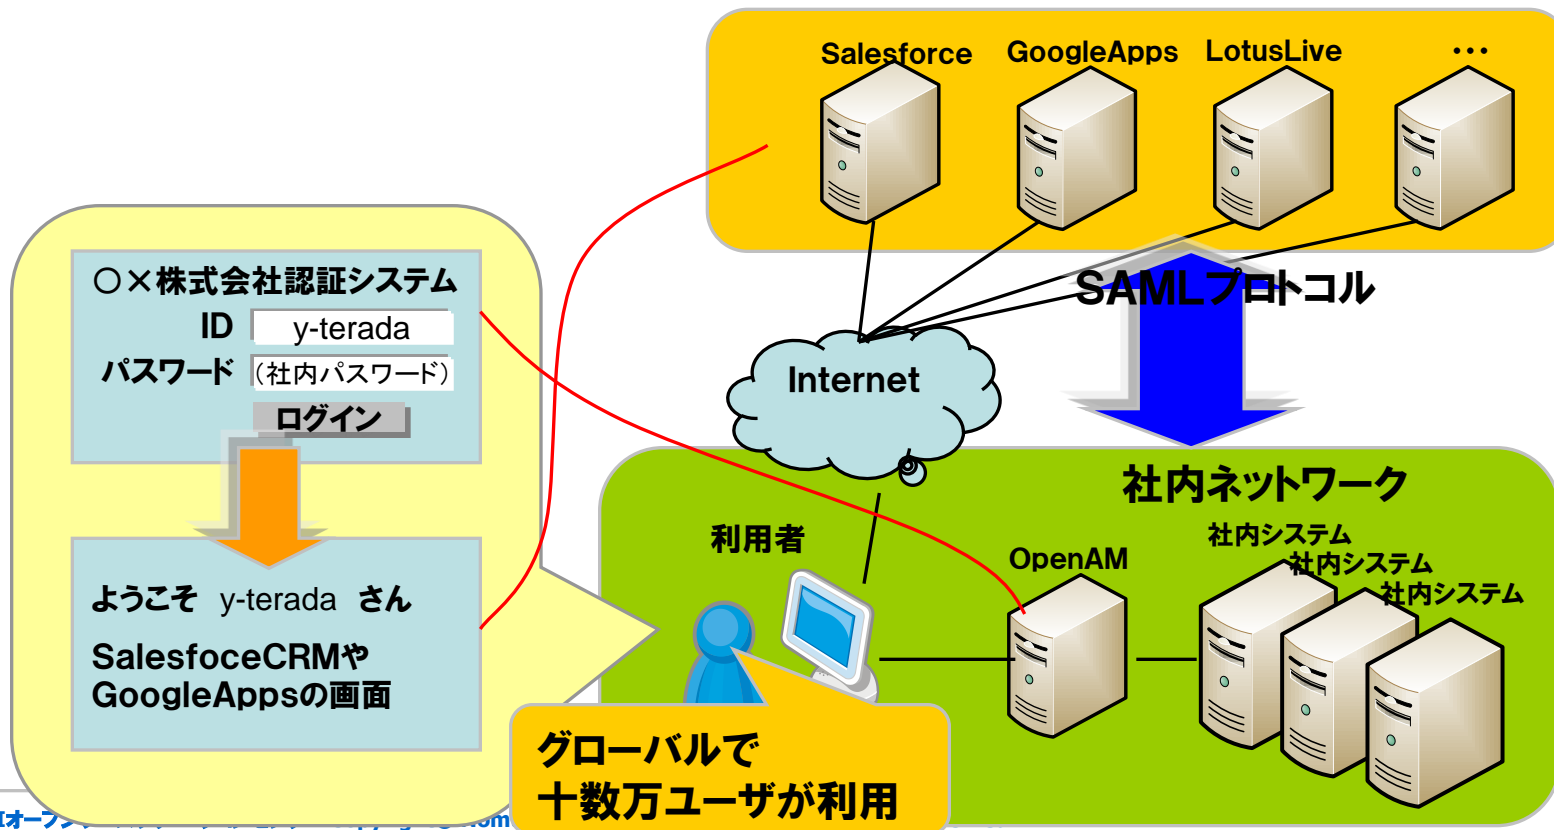 Salesforce
GoogleApps
LotusLive
…
○×株式会社認証システム
ID y-terada
パスワード (社内パスワード)
ログイン
ようこそ y-terada さん
SalesfoceCRMや
GoogleAppsの画面
SAMLプロトコル
Internet
社内ネットワーク
利用者
OpenAM
社内システム
社内システム
社内システム
グローバルで
十数万ユーザが利用